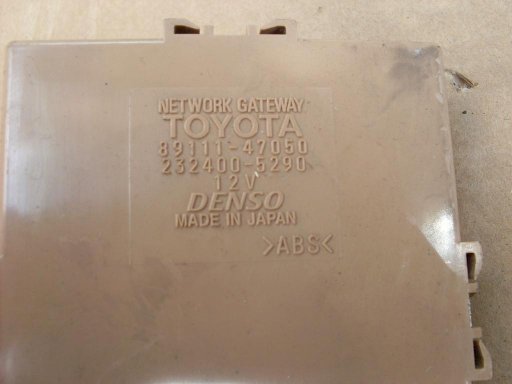 NETWORK GATEWAY
TOYOTA
89111-47050
232400-5290
12V
DENSO
MADE IN JAPAN
>ABS<